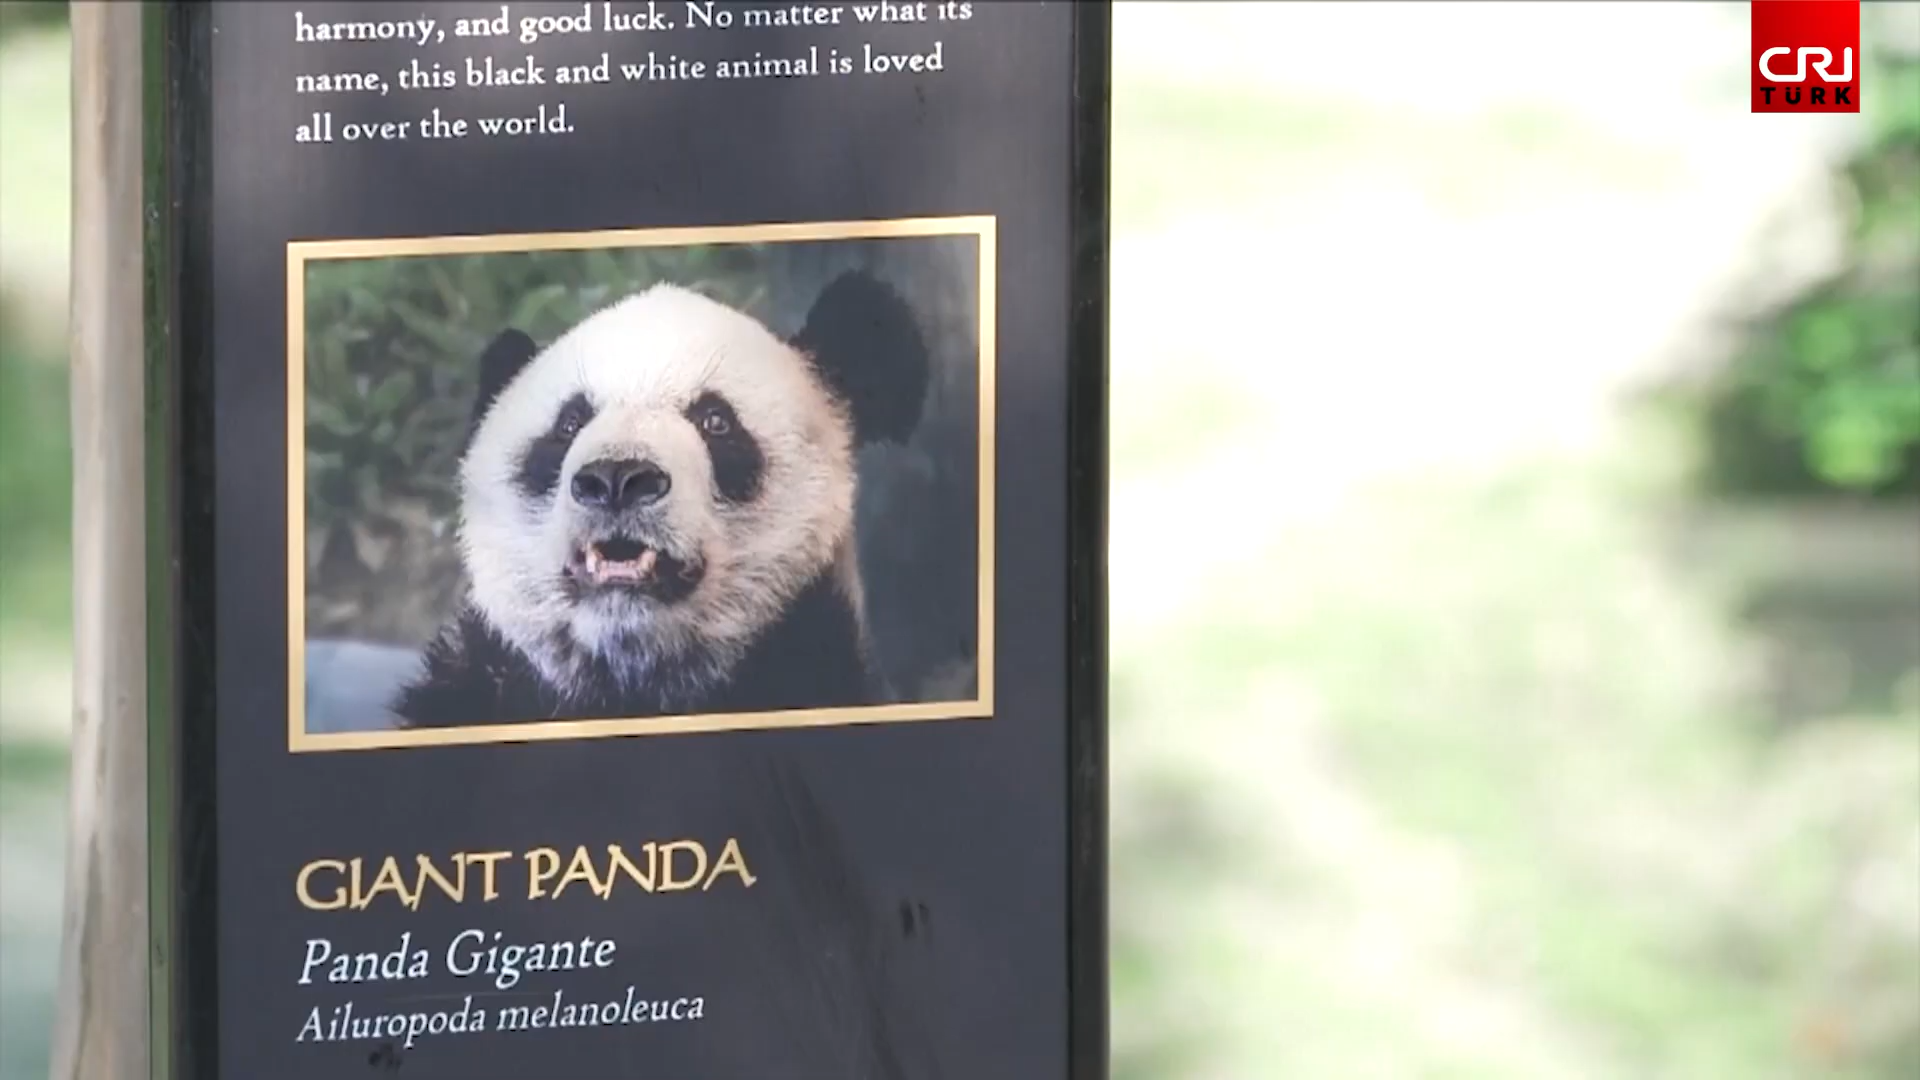 harmony, and good luck. No matter what its
name, this black and white animal is loved
all over the world.
GIANT PANDA
Panda Gigante
Ailuropoda melanoleuca
CRI
TÜRK